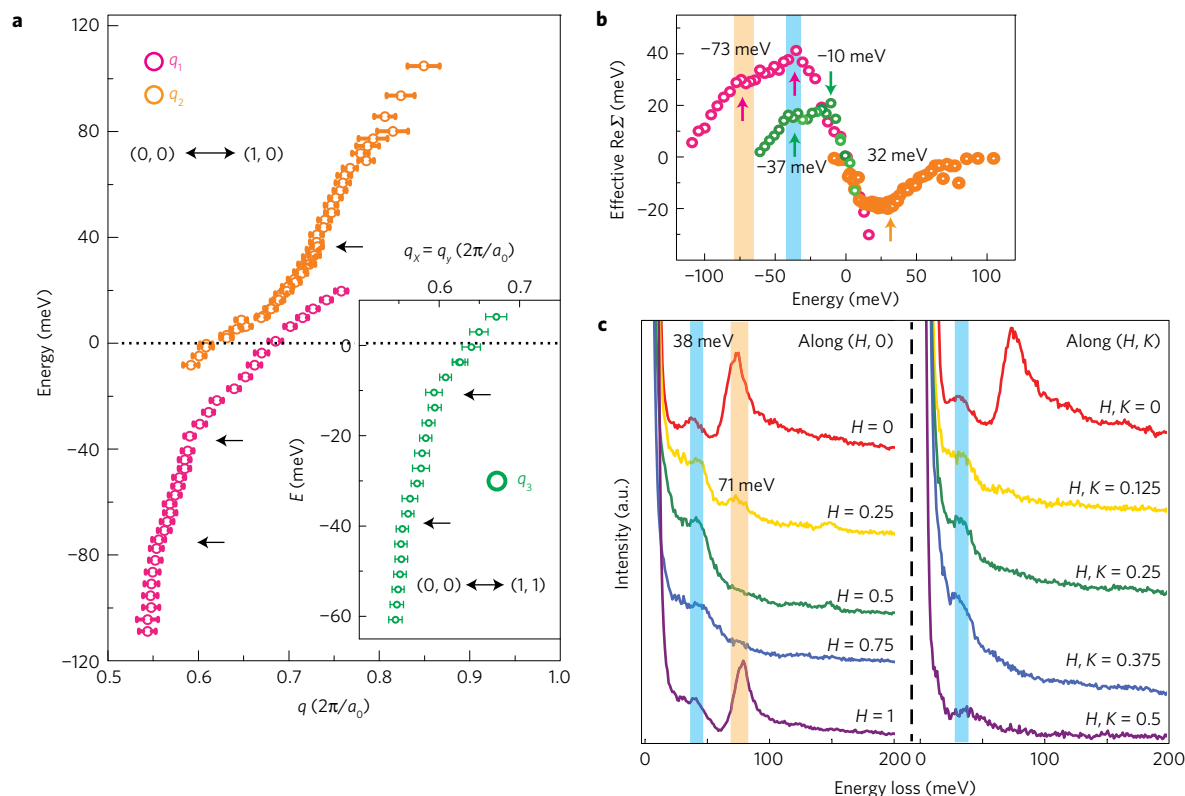 a
120
80
40
0
−40
−80
−120
Energy (meV)
q₁
q₂
(0, 0) (1, 0)
0.5 0.6 0.7 0.8 0.9 1.0
q (2π/a₀)
qₓ = q_y (2π/a₀)
0.6 0.7
0
−20
−40
−60
E (meV)
q₃
(0, 0) (1, 1)
b
40
20
0
−20
Effective Re Σ (meV)
−73 meV
−10 meV
−37 meV
32 meV
−100 −50 0 50 100
Energy (meV)
c
38 meV
Along (H, 0)
H = 0
71 meV
H = 0.25
H = 0.5
H = 0.75
H = 1
Along (H, K)
H, K = 0
H, K = 0.125
H, K = 0.25
H, K = 0.375
H, K = 0.5
Intensity (a.u.)
0 100 200 0 100 200
Energy loss (meV)